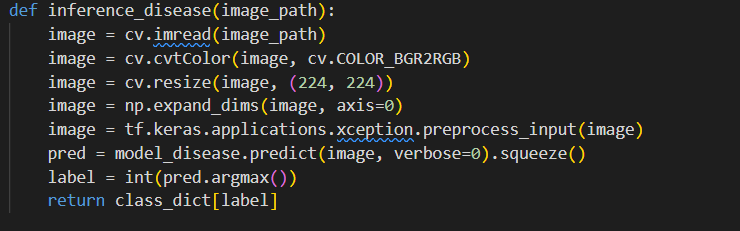 def inference_disease(image_path):
    image = cv.imread(image_path)
    image = cv.cvtColor(image, cv.COLOR_BGR2RGB)
    image = cv.resize(image, (224, 224))
    image = np.expand_dims(image, axis=0)
    image = tf.keras.applications.xception.preprocess_input(image)
    pred = model_disease.predict(image, verbose=0).squeeze()
    label = int(pred.argmax())
    return class_dict[label]